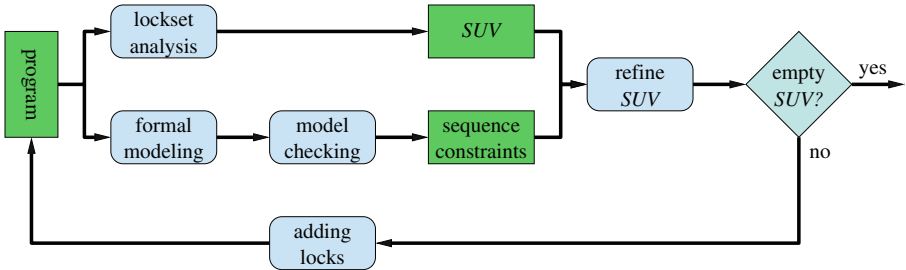 program
lockset
analysis
SUV
formal
modeling
model
checking
sequence
constraints
refine
SUV
empty
SUV?
yes
no
adding
locks